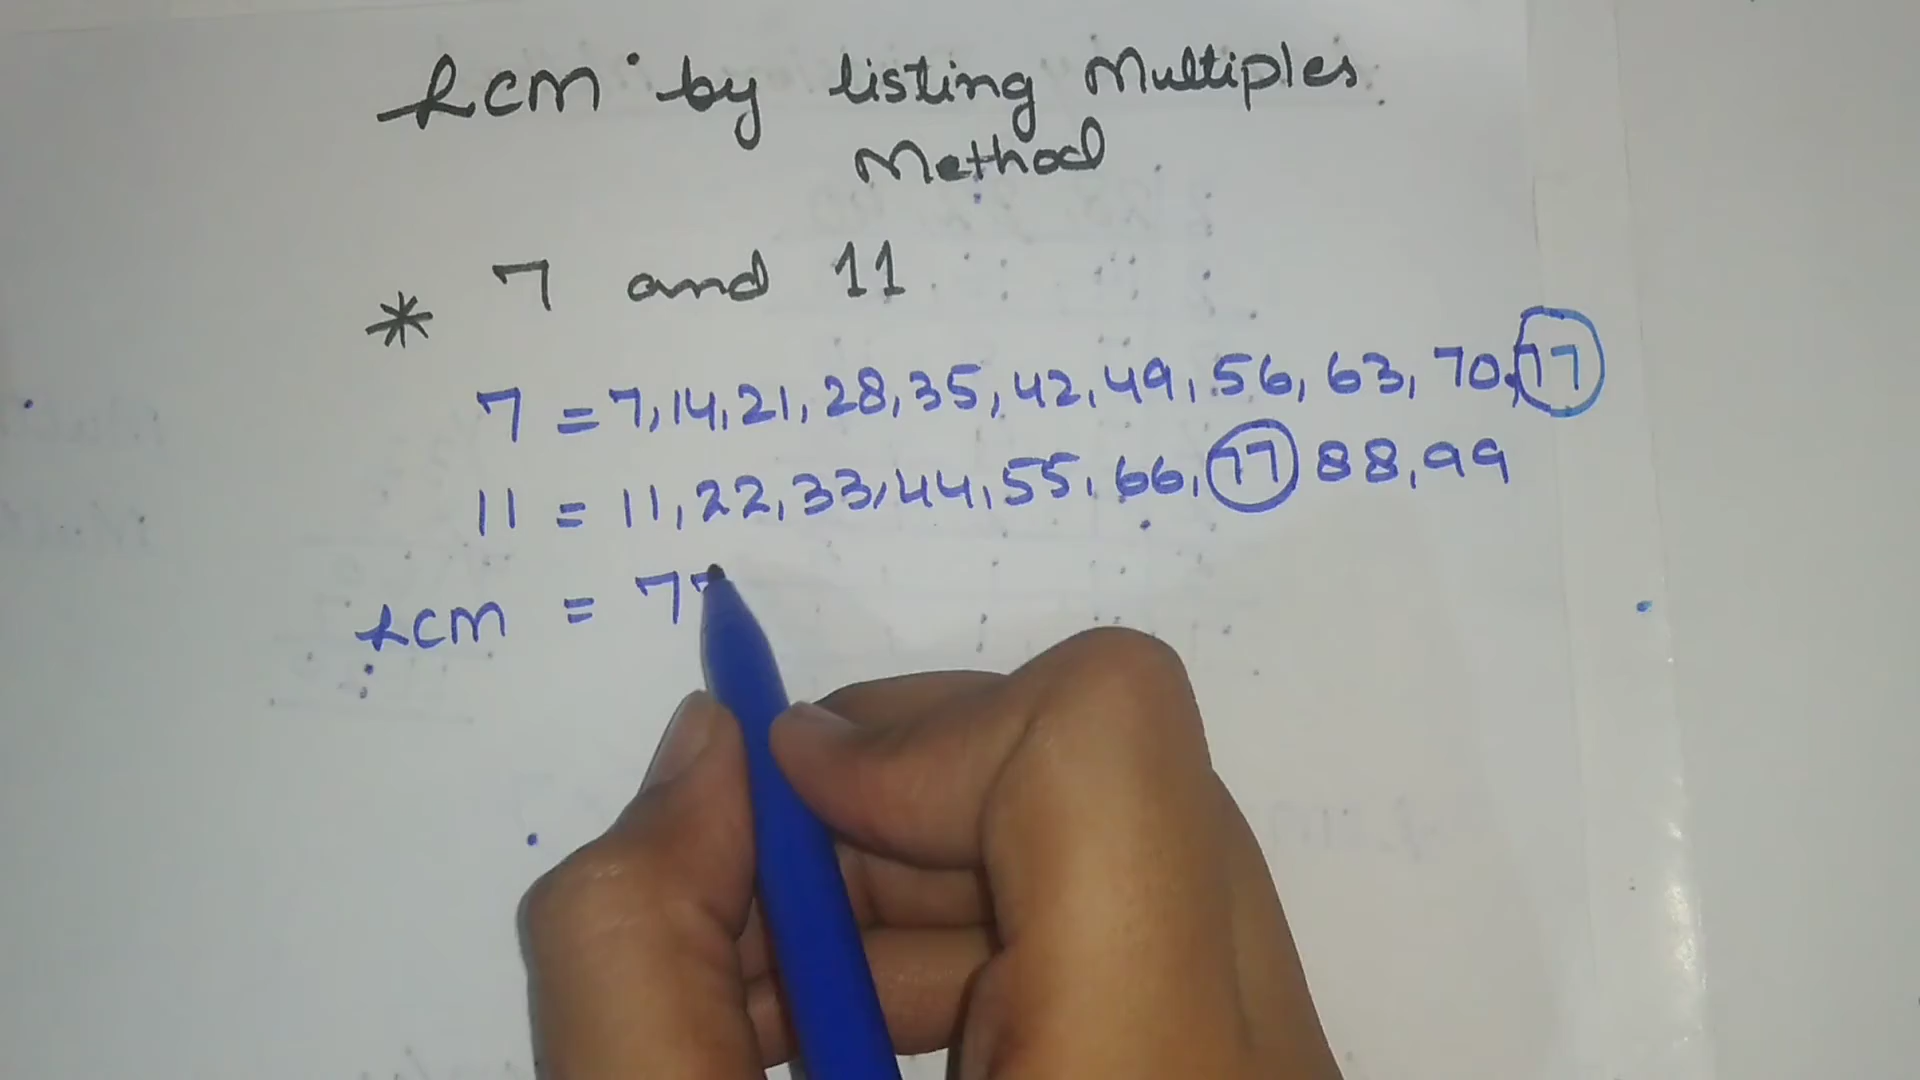 LCM by listing Multiples
Method
* 7 and 11
7 = 7, 14, 21, 28, 35, 42, 49, 56, 63, 70, 77
11 = 11, 22, 33, 44, 55, 66, 77 88, 99
LCM = 77